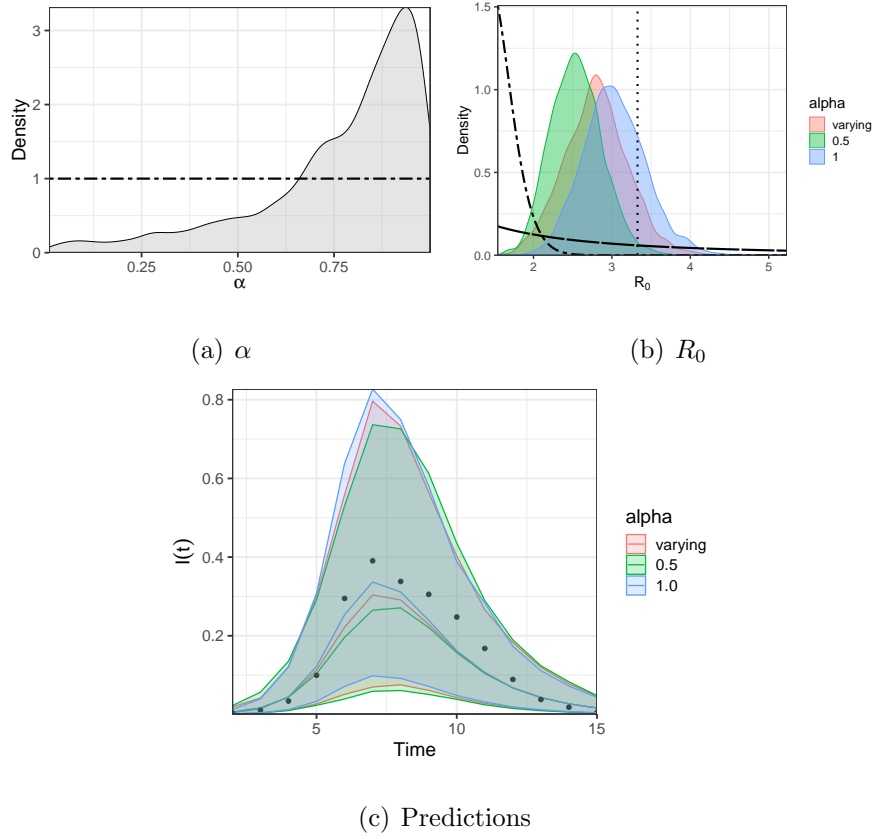 Density
3
2
1
0
0.25
0.50
0.75
α
(a) α
Density
1.5
1.0
0.5
0.0
2
3
4
5
R₀
alpha
varying
0.5
1
(b) R₀
I(t)
0.8
0.6
0.4
0.2
5
10
15
Time
alpha
varying
0.5
1.0
(c) Predictions